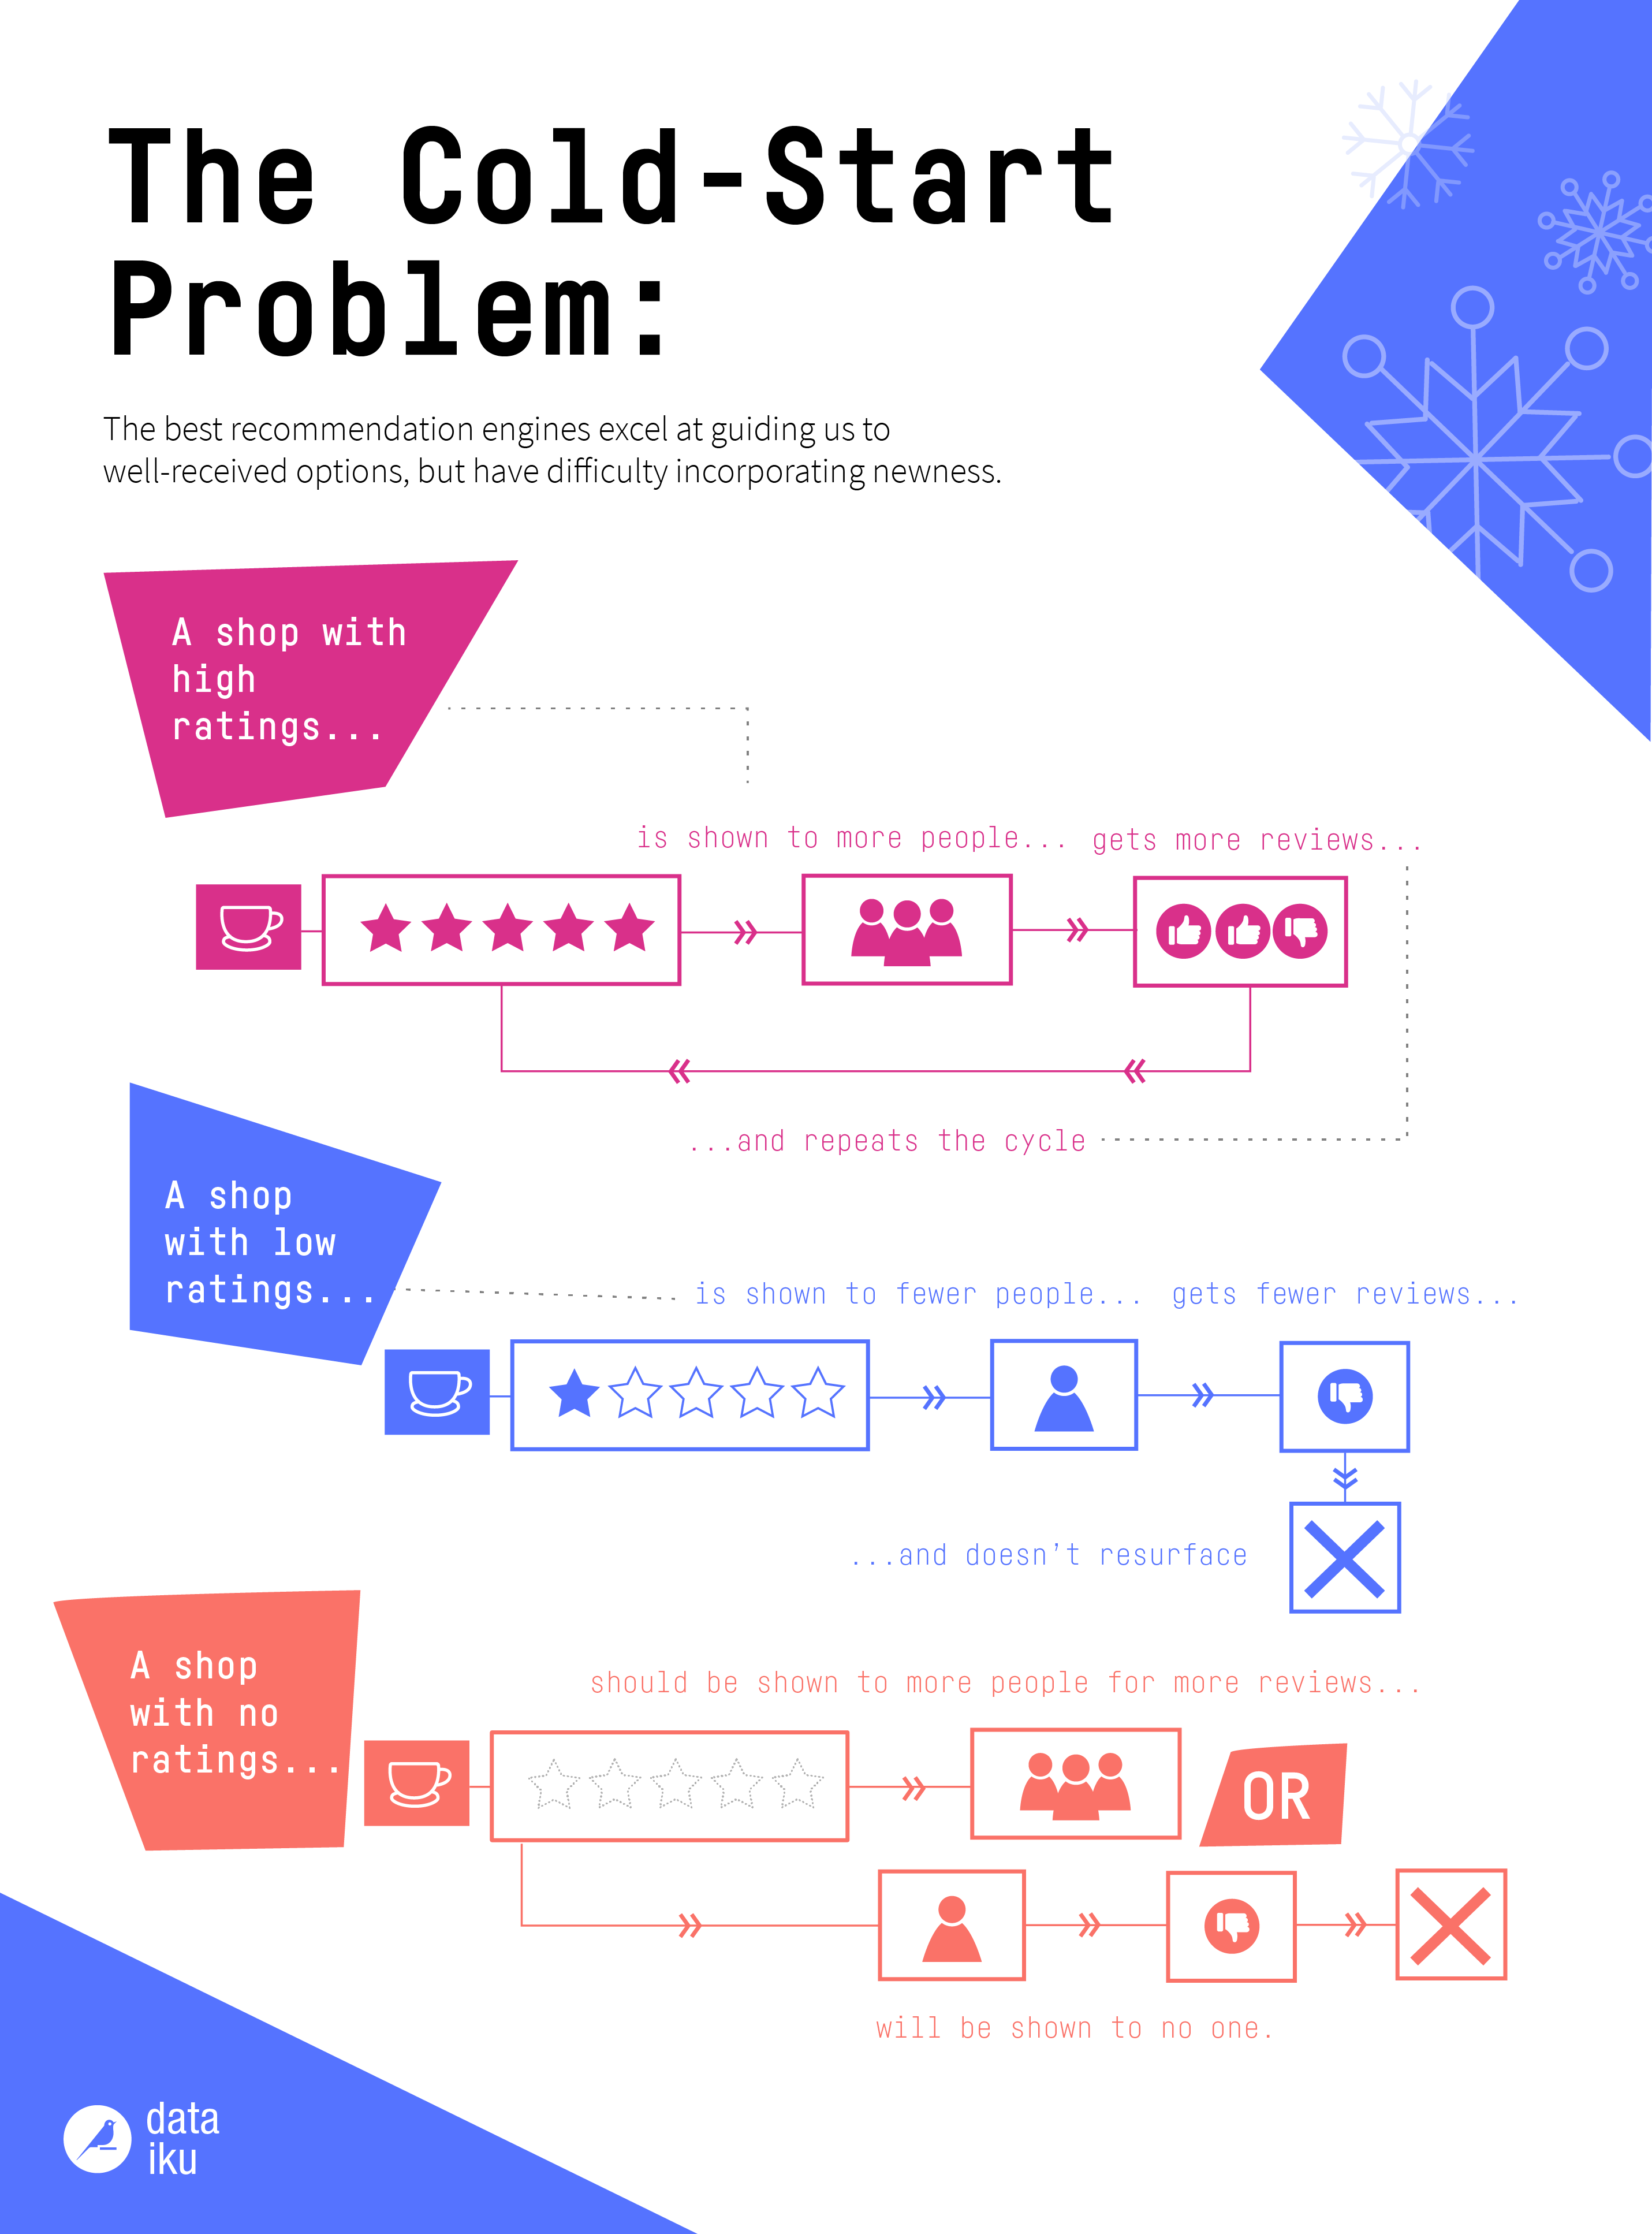 The Cold-Start
Problem:
The best recommendation engines excel at guiding us to
well-received options, but have difficulty incorporating newness.
A shop with
high
ratings...
is shown to more people...
gets more reviews...
...and repeats the cycle
A shop
with low
ratings...
is shown to fewer people...
gets fewer reviews...
...and doesn't resurface
A shop
with no
ratings...
should be shown to more people for more reviews...
OR
will be shown to no one.
data
iku